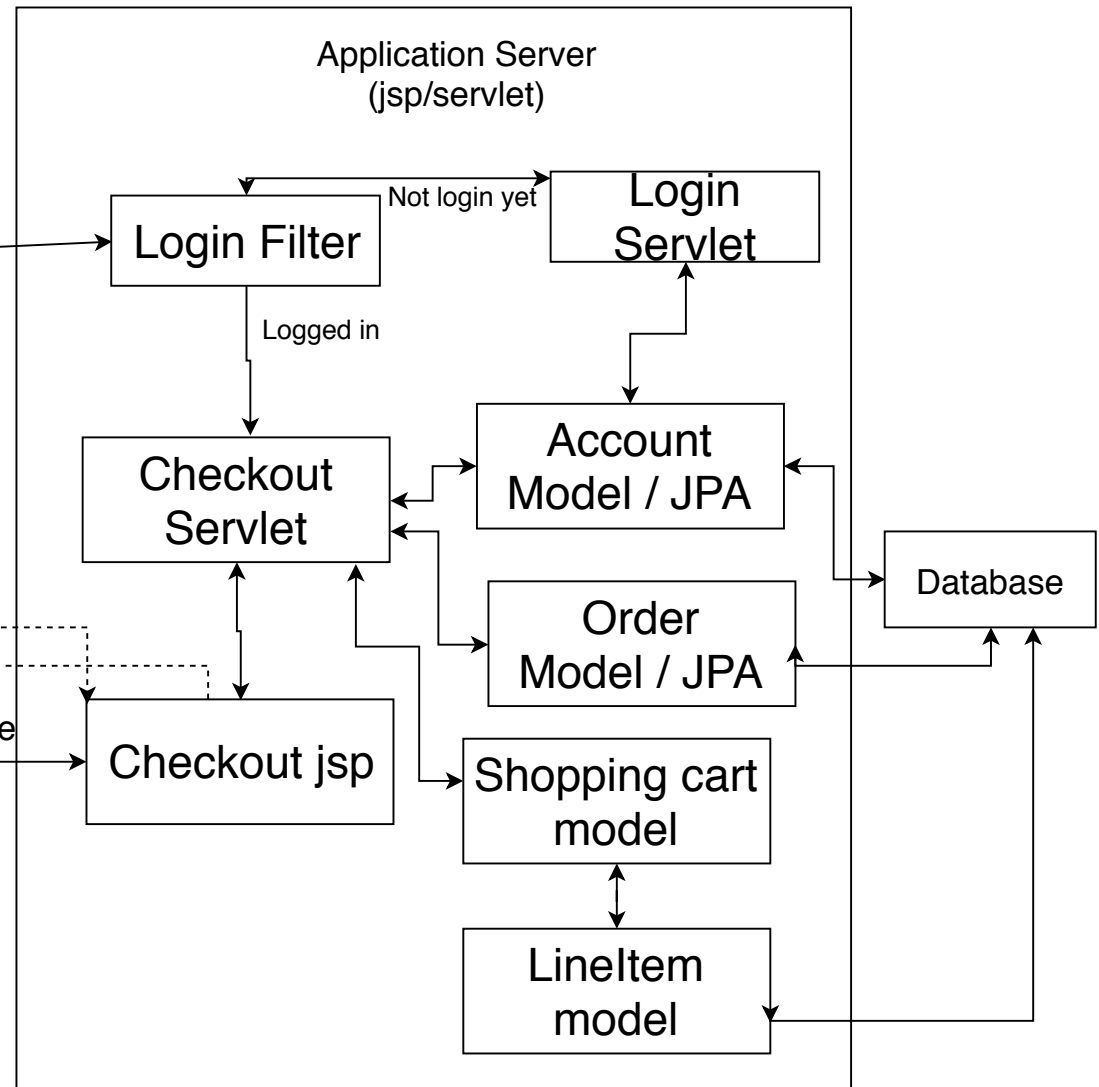 Application Server
(jsp/servlet)
Not login yet
Login
Servlet
Login Filter
Logged in
Checkout
Servlet
Account
Model / JPA
Database
Order
Model / JPA
e
Checkout jsp
Shopping cart
model
LineItem
model